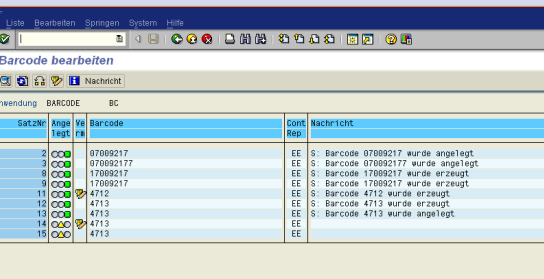 Liste Bearbeiten Springen System Hilfe
Barcode bearbeiten
Nachricht
nwendung BARCODE BC
SatzNr Ange Ve Barcode Cont Nachricht
legt rm Rep
2 07009217 EE S: Barcode 07009217 wurde angelegt
3 070092177 EE S: Barcode 070092177 wurde angelegt
8 17009217 EE S: Barcode 17009217 wurde erzeugt
9 17009217 EE S: Barcode 17009217 wurde erzeugt
11 4712 EE S: Barcode 4712 wurde erzeugt
12 4713 EE S: Barcode 4713 wurde erzeugt
13 4713 EE S: Barcode 4713 wurde angelegt
14 4713 EE
15 4713 EE